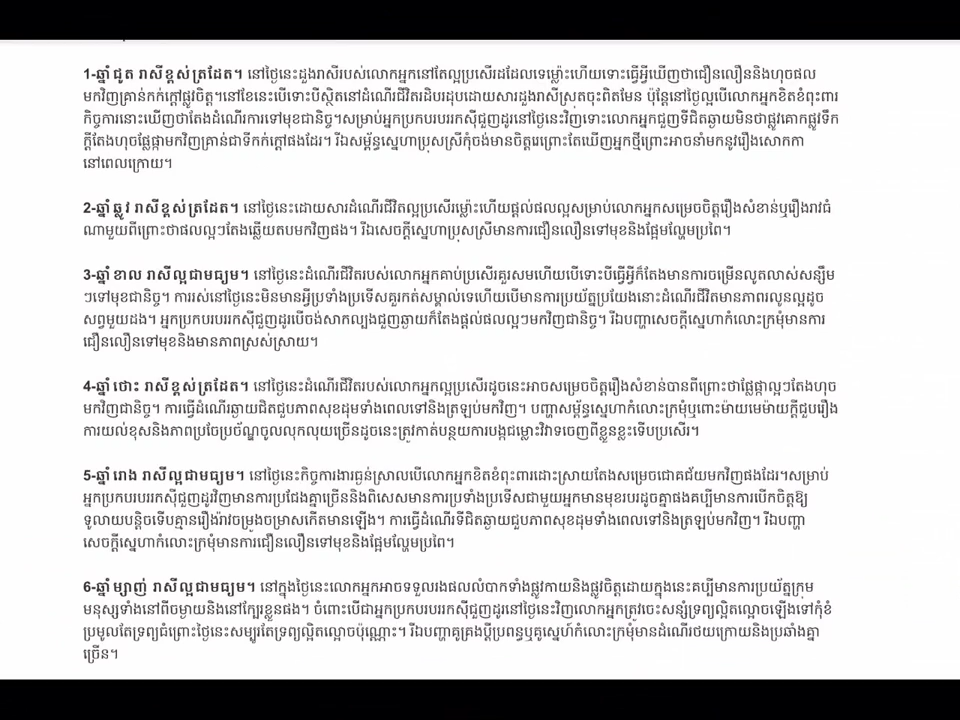 1-ឆ្នាំជូត រាសីខ្ពស់ត្រដែត។ នៅថ្ងៃនេះដួងរាសីរបស់លោកអ្នកនៅតែល្អប្រសើរដដែលទេម្ល៉ោះហើយទោះធ្វើអ្វីឃើញថាជឿនលឿននិងហុចផល
មកវិញគ្រាន់កក់ក្តៅផ្លូវចិត្ត។នៅខែនេះបើទោះបីស្ថិតនៅដំណើរជីវិតរដិបរដុបដោយសារដួងរាសីស្រុតចុះពិតមែន ប៉ុន្តែនៅថ្ងៃល្អបើលោកអ្នកខិតខំពុះពារ
កិច្ចការនោះឃើញថាតែងដំណើរការទៅមុខជានិច្ច។សម្រាប់អ្នកប្រកបរបររកស៊ីជួញដូរនៅថ្ងៃនេះវិញទោះលោកអ្នកជួញទីជិតឆ្ងាយមិនថាផ្លូវគោកផ្លូវទឹក
ក្តីតែងហុចផ្លែផ្កាមកវិញគ្រាន់ជាទីកក់ក្តៅផងដែរ។ រីឯសម្ព័ន្ធស្នេហាប្រុសស្រីកុំចង់មានចិត្តរេព្រោះតែឃើញអ្នកថ្មីព្រោះអាចនាំមកនូវរឿងសោកកា
នៅពេលក្រោយ។
2-ឆ្នាំឆ្លូវ រាសីខ្ពស់ត្រដែត។ នៅថ្ងៃនេះដោយសារដំណើរជីវិតល្អប្រសើរម្ល៉ោះហើយផ្តល់ផលល្អសម្រាប់លោកអ្នកសម្រេចចិត្តរឿងសំខាន់ឬរឿងរាវធំ
ណាមួយពីព្រោះថាផលល្អៗតែងឆ្លើយតបមកវិញផង។ រីឯសេចក្តីស្នេហាប្រុសស្រីមានការជឿនលឿនទៅមុខនិងផ្អែមល្ហែមប្រពៃ។
3-ឆ្នាំខាល រាសីល្អជាមធ្យម។ នៅថ្ងៃនេះដំណើរជីវិតរបស់លោកអ្នកគាប់ប្រសើរគួរសមហើយបើទោះបីធ្វើអ្វីក៏តែងមានការចម្រើនលូតលាស់សន្សឹម
ៗទៅមុខជានិច្ច។ ការរស់នៅថ្ងៃនេះមិនមានអ្វីប្រទាំងប្រទើសគួរកត់សម្គាល់ទេហើយបើមានការប្រយ័ត្នប្រយែងនោះដំណើរជីវិតមានភាពរលូនល្អដូច
សព្វមួយដង។ អ្នកប្រកបរបររកស៊ីជួញដូរបើចង់សាកល្បងជួញឆ្ងាយក៏តែងផ្តល់ផលល្អៗមកវិញជានិច្ច។ រីឯបញ្ហាសេចក្តីស្នេហាកំលោះក្រមុំមានការ
ជឿនលឿនទៅមុខនិងមានភាពស្រស់ស្រាយ។
4-ឆ្នាំថោះ រាសីខ្ពស់ត្រដែត។ នៅថ្ងៃនេះដំណើរជីវិតរបស់លោកអ្នកល្អប្រសើរដូចនេះអាចសម្រេចចិត្តរឿងសំខាន់បានពីព្រោះថាផ្លែផ្កាល្អៗតែងហុច
មកវិញជានិច្ច។ ការធ្វើដំណើរឆ្ងាយជិតជួបភាពសុខដុមទាំងពេលទៅនិងត្រឡប់មកវិញ។ បញ្ហាសម្ព័ន្ធស្នេហាកំលោះក្រមុំឬពោះម៉ាយមេម៉ាយក្តីជួបរឿង
ការយល់ខុសនិងភាពប្រចែប្រច័ណ្ឌចូលលុកលុយច្រើនដូចនេះត្រូវកាត់បន្ថយការបង្កជម្លោះវិវាទចេញពីខ្លួនខ្លះទើបប្រសើរ។
5-ឆ្នាំរោង រាសីល្អជាមធ្យម។ នៅថ្ងៃនេះកិច្ចការងារធ្ងន់ស្រាលបើលោកអ្នកខិតខំពុះពារដោះស្រាយតែងសម្រេចជោគជ័យមកវិញផងដែរ។សម្រាប់
អ្នកប្រកបរបររកស៊ីជួញដូរវិញមានការប្រជែងគ្នាច្រើននិងពិសេសមានការប្រទាំងប្រទើសជាមួយអ្នកមានមុខរបរដូចគ្នាផងគប្បីមានការបើកចិត្តឱ្យ
ទូលាយបន្តិចទើបគ្មានរឿងរ៉ាវចម្រូងចម្រាសកើតមានឡើង។ ការធ្វើដំណើរទីជិតឆ្ងាយជួបភាពសុខដុមទាំងពេលទៅនិងត្រឡប់មកវិញ។ រីឯបញ្ហា
សេចក្តីស្នេហាកំលោះក្រមុំមានការជឿនលឿនទៅមុខនិងផ្អែមល្ហែមប្រពៃ។
6-ឆ្នាំម្សាញ់ រាសីល្អជាមធ្យម។ នៅក្នុងថ្ងៃនេះលោកអ្នកអាចទទួលរងផលលំបាកទាំងផ្លូវកាយនិងផ្លូវចិត្តដោយក្នុងនេះគប្បីមានការប្រយ័ត្នក្រុម
មនុស្សទាំងនៅពីចម្ងាយនិងនៅក្បែរខ្លួនផង។ ចំពោះបើជាអ្នកប្រកបរបររកស៊ីជួញដូរនៅថ្ងៃនេះវិញលោកអ្នកត្រូវចេះសន្សំទ្រព្យល្អិតល្អោចឡើងទៅកុំខំ
ប្រមូលតែទ្រព្យធំព្រោះថ្ងៃនេះសម្បូរតែទ្រព្យល្អិតល្អោចប៉ុណ្ណោះ។ រីឯបញ្ហាគូគ្រងប្តីប្រពន្ធឬគូស្នេហ៍កំលោះក្រមុំមានដំណើរថយក្រោយនិងប្រឆាំងគ្នា
ច្រើន។